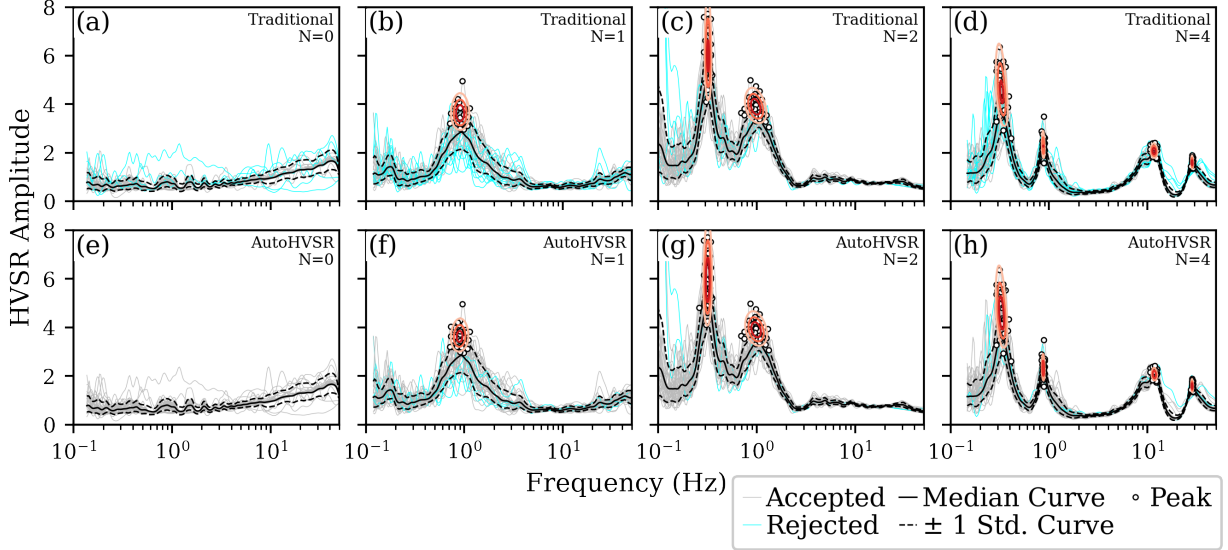 (a) Traditional N=0
(b) Traditional N=1
(c) Traditional N=2
(d) Traditional N=4
8
6
4
2
0
HVSR Amplitude
(e) AutoHVSR N=0
(f) AutoHVSR N=1
(g) AutoHVSR N=2
(h) AutoHVSR N=4
8
6
4
2
0
10⁻¹ 10⁰ 10¹
10⁻¹ 10⁰ 10¹
10⁻¹ 10⁰ 10¹
10⁻¹ 10⁰ 10¹
Frequency (Hz)
Accepted Median Curve Peak
Rejected ± 1 Std. Curve